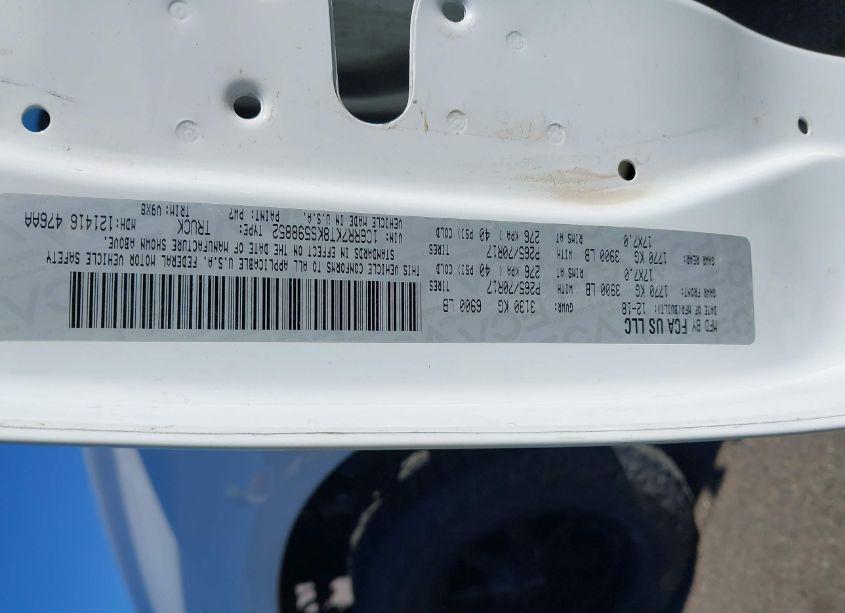 MFD BY FCA US LLC
DATE OF MFR(BUILT): 12-18 GVWR: 3130 KG 6900 LB
GAWR FRONT: 1770 KG 3900 LB WITH P265/70R17 TIRES
17X7.0 RIMS AT 276 KPA ( 40 PSI) COLD
GAWR REAR: 1770 KG 3900 LB WITH P265/70R17 TIRES
17X7.0 RIMS AT 276 KPA ( 40 PSI) COLD
THIS VEHICLE CONFORMS TO ALL APPLICABLE U.S.A. FEDERAL MOTOR VEHICLE SAFETY
STANDARDS IN EFFECT ON THE DATE OF MANUFACTURE SHOWN ABOVE.
VIN: 1C6RR7KT8KS598852 TYPE: TRUCK MDH:121416 476AA
VEHICLE MADE IN U.S.A. PAINT: PW7 TRIM: V9X8